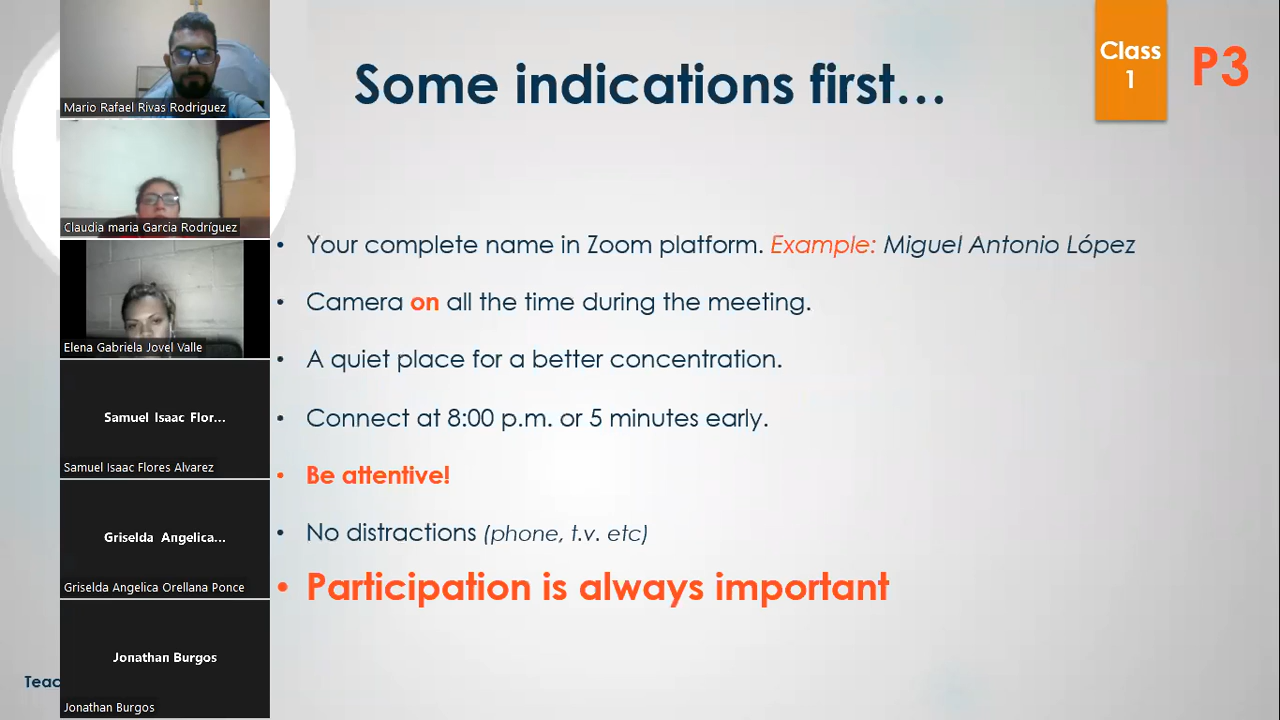 Some indications first...
Class
1
P3
Mario Rafael Rivas Rodriguez
Claudia maria Garcia Rodríguez
Elena Gabriela Jovel Valle
Samuel Isaac Flor...
Samuel Isaac Flores Alvarez
Griselda Angelica...
Griselda Angelica Orellana Ponce
Jonathan Burgos
Jonathan Burgos
• Your complete name in Zoom platform. Example: Miguel Antonio López
• Camera on all the time during the meeting.
• A quiet place for a better concentration.
• Connect at 8:00 p.m. or 5 minutes early.
• Be attentive!
• No distractions (phone, t.v. etc)
• Participation is always important
Teac